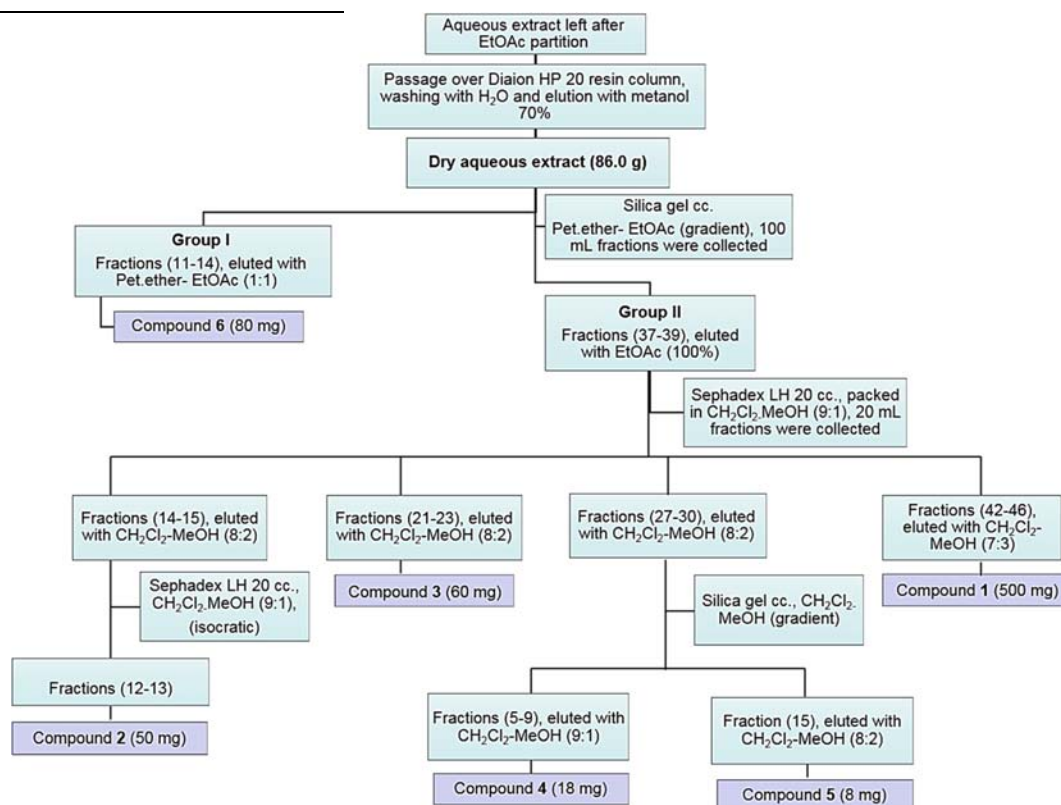 Aqueous extract left after
EtOAc partition
Passage over Diaion HP 20 resin column,
washing with H₂O and elution with metanol
70%
Dry aqueous extract (86.0 g)
Silica gel cc.
Pet.ether- EtOAc (gradient), 100
mL fractions were collected
Group I
Fractions (11-14), eluted with
Pet.ether- EtOAc (1:1)
Compound 6 (80 mg)
Group II
Fractions (37-39), eluted
with EtOAc (100%)
Sephadex LH 20 cc., packed
in CH₂Cl₂.MeOH (9:1), 20 mL
fractions were collected
Fractions (14-15), eluted
with CH₂Cl₂-MeOH (8:2)
Fractions (21-23), eluted
with CH₂Cl₂-MeOH (8:2)
Fractions (27-30), eluted
with CH₂Cl₂-MeOH (8:2)
Fractions (42-46),
eluted with CH₂Cl₂-
MeOH (7:3)
Sephadex LH 20 cc.,
CH₂Cl₂.MeOH (9:1),
(isocratic)
Compound 3 (60 mg)
Silica gel cc., CH₂Cl₂.
MeOH (gradient)
Compound 1 (500 mg)
Fractions (12-13)
Compound 2 (50 mg)
Fractions (5-9), eluted with
CH₂Cl₂-MeOH (9:1)
Compound 4 (18 mg)
Fraction (15), eluted with
CH₂Cl₂-MeOH (8:2)
Compound 5 (8 mg)